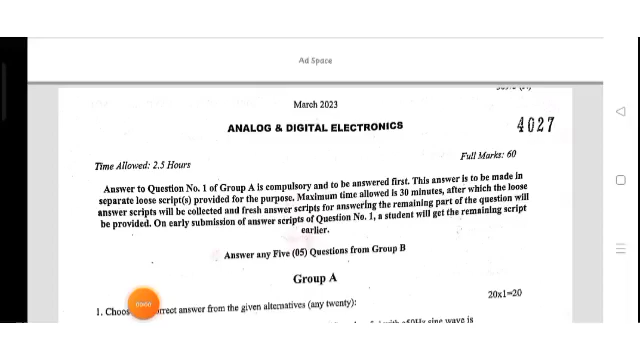 Ad Space
March 2023
ANALOG & DIGITAL ELECTRONICS
4027
Time Allowed: 2.5 Hours
Full Marks: 60
Answer to Question No. 1 of Group A is compulsory and to be answered first. This answer is to be made in
separate loose script(s) provided for the purpose. Maximum time allowed is 30 minutes, after which the loose
answer scripts will be collected and fresh answer scripts for answering the remaining part of the question will
be provided. On early submission of answer scripts of Question No. 1, a student will get the remaining script
earlier.
Answer any Five (05) Questions from Group B
Group A
20x1=20
1. Choo rrect answer from the given alternatives (any twenty):
sine wave is